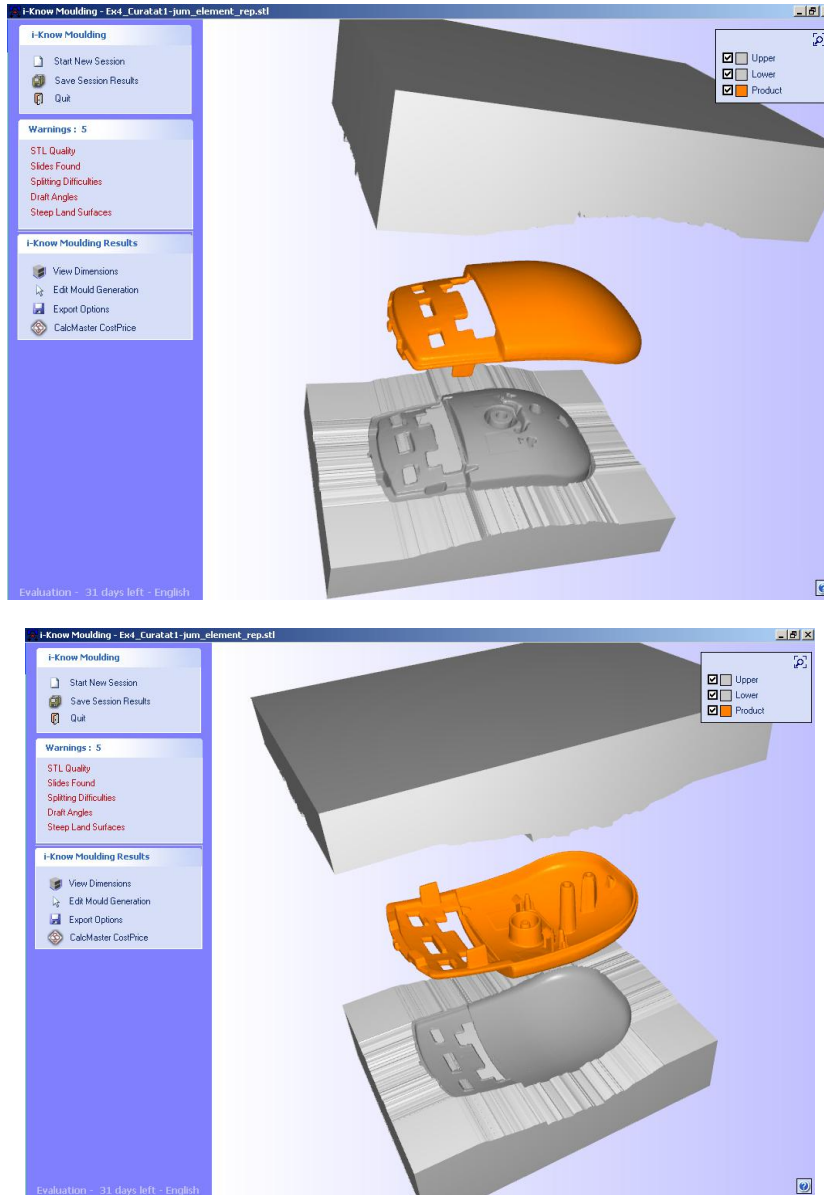 i-Know Moulding - Ex4_Curatat1-jum_element_rep.stl
i-Know Moulding
Start New Session
Save Session Results
Quit
Warnings : 5
STL Quality
Slides Found
Splitting Difficulties
Draft Angles
Steep Land Surfaces
i-Know Moulding Results
View Dimensions
Edit Mould Generation
Export Options
CalcMaster CostPrice
Evaluation - 31 days left - English
Upper
Lower
Product
i-Know Moulding - Ex4_Curatat1-jum_element_rep.stl
i-Know Moulding
Start New Session
Save Session Results
Quit
Warnings : 5
STL Quality
Slides Found
Splitting Difficulties
Draft Angles
Steep Land Surfaces
i-Know Moulding Results
View Dimensions
Edit Mould Generation
Export Options
CalcMaster CostPrice
Evaluation - 31 days left - English
Upper
Lower
Product